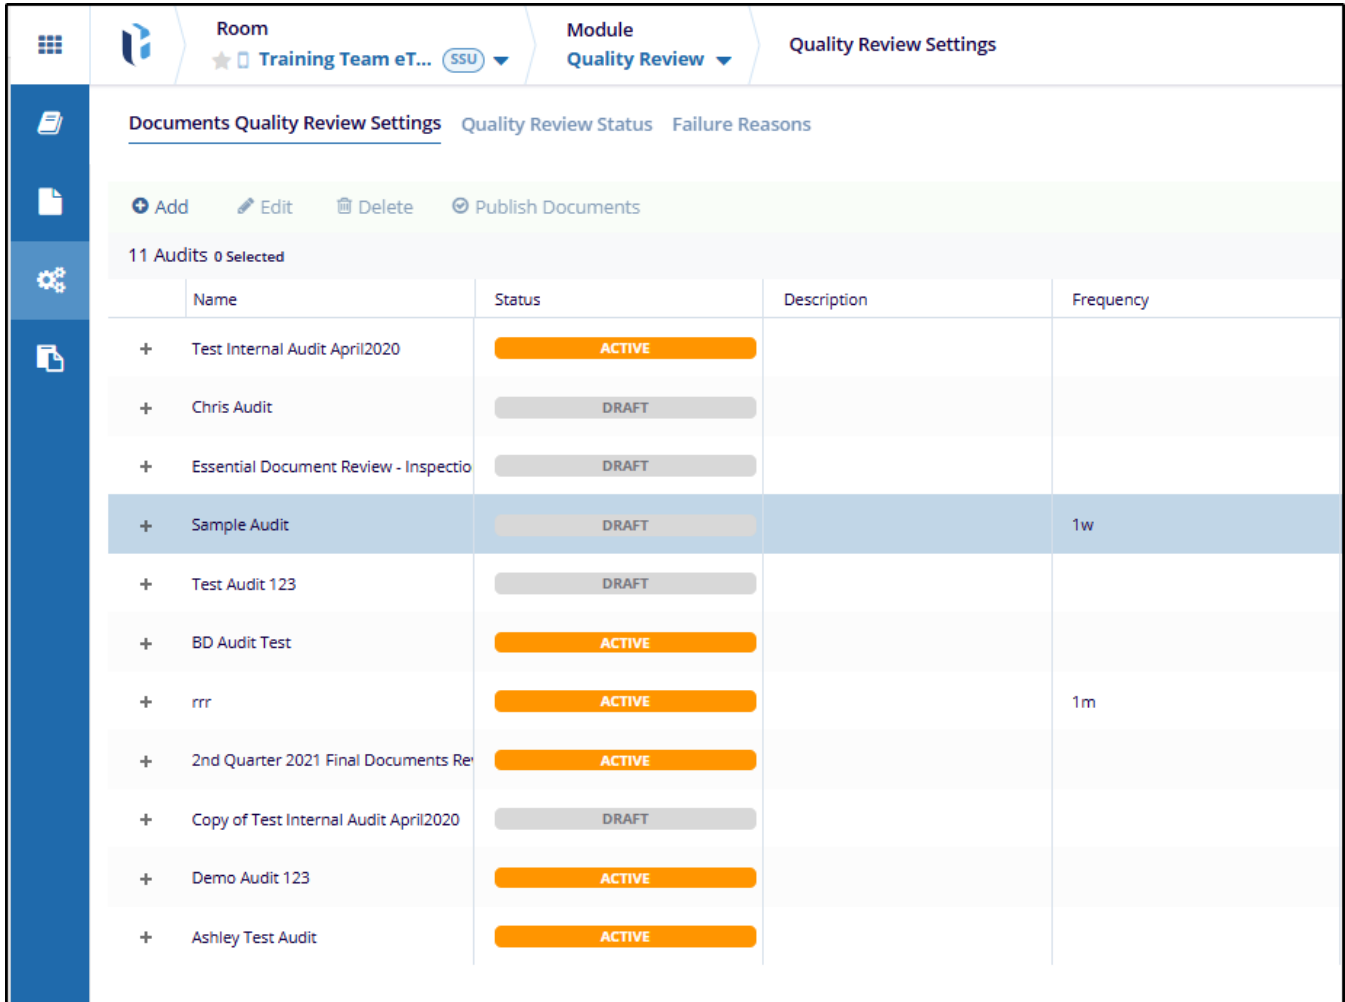 Room Module
Training Team eT... SSU Quality Review Quality Review Settings
Documents Quality Review Settings Quality Review Status Failure Reasons
Add Edit Delete Publish Documents
11 Audits 0 Selected
Name Status Description Frequency
Test Internal Audit April2020 ACTIVE
Chris Audit DRAFT
Essential Document Review - Inspectio DRAFT
Sample Audit DRAFT 1w
Test Audit 123 DRAFT
BD Audit Test ACTIVE
rrr ACTIVE 1m
2nd Quarter 2021 Final Documents Re ACTIVE
Copy of Test Internal Audit April2020 DRAFT
Demo Audit 123 ACTIVE
Ashley Test Audit ACTIVE